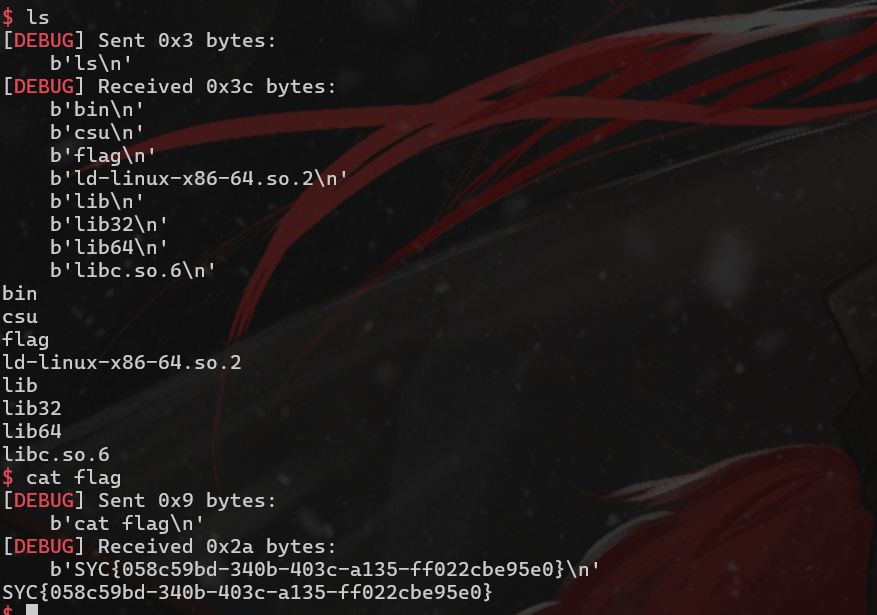 $ ls
[DEBUG] Sent 0x3 bytes:
    b'ls\n'
[DEBUG] Received 0x3c bytes:
    b'bin\n'
    b'csu\n'
    b'flag\n'
    b'ld-linux-x86-64.so.2\n'
    b'lib\n'
    b'lib32\n'
    b'lib64\n'
    b'libc.so.6\n'
bin
csu
flag
ld-linux-x86-64.so.2
lib
lib32
lib64
libc.so.6
$ cat flag
[DEBUG] Sent 0x9 bytes:
    b'cat flag\n'
[DEBUG] Received 0x2a bytes:
    b'SYC{058c59bd-340b-403c-a135-ff022cbe95e0}\n'
SYC{058c59bd-340b-403c-a135-ff022cbe95e0}
$